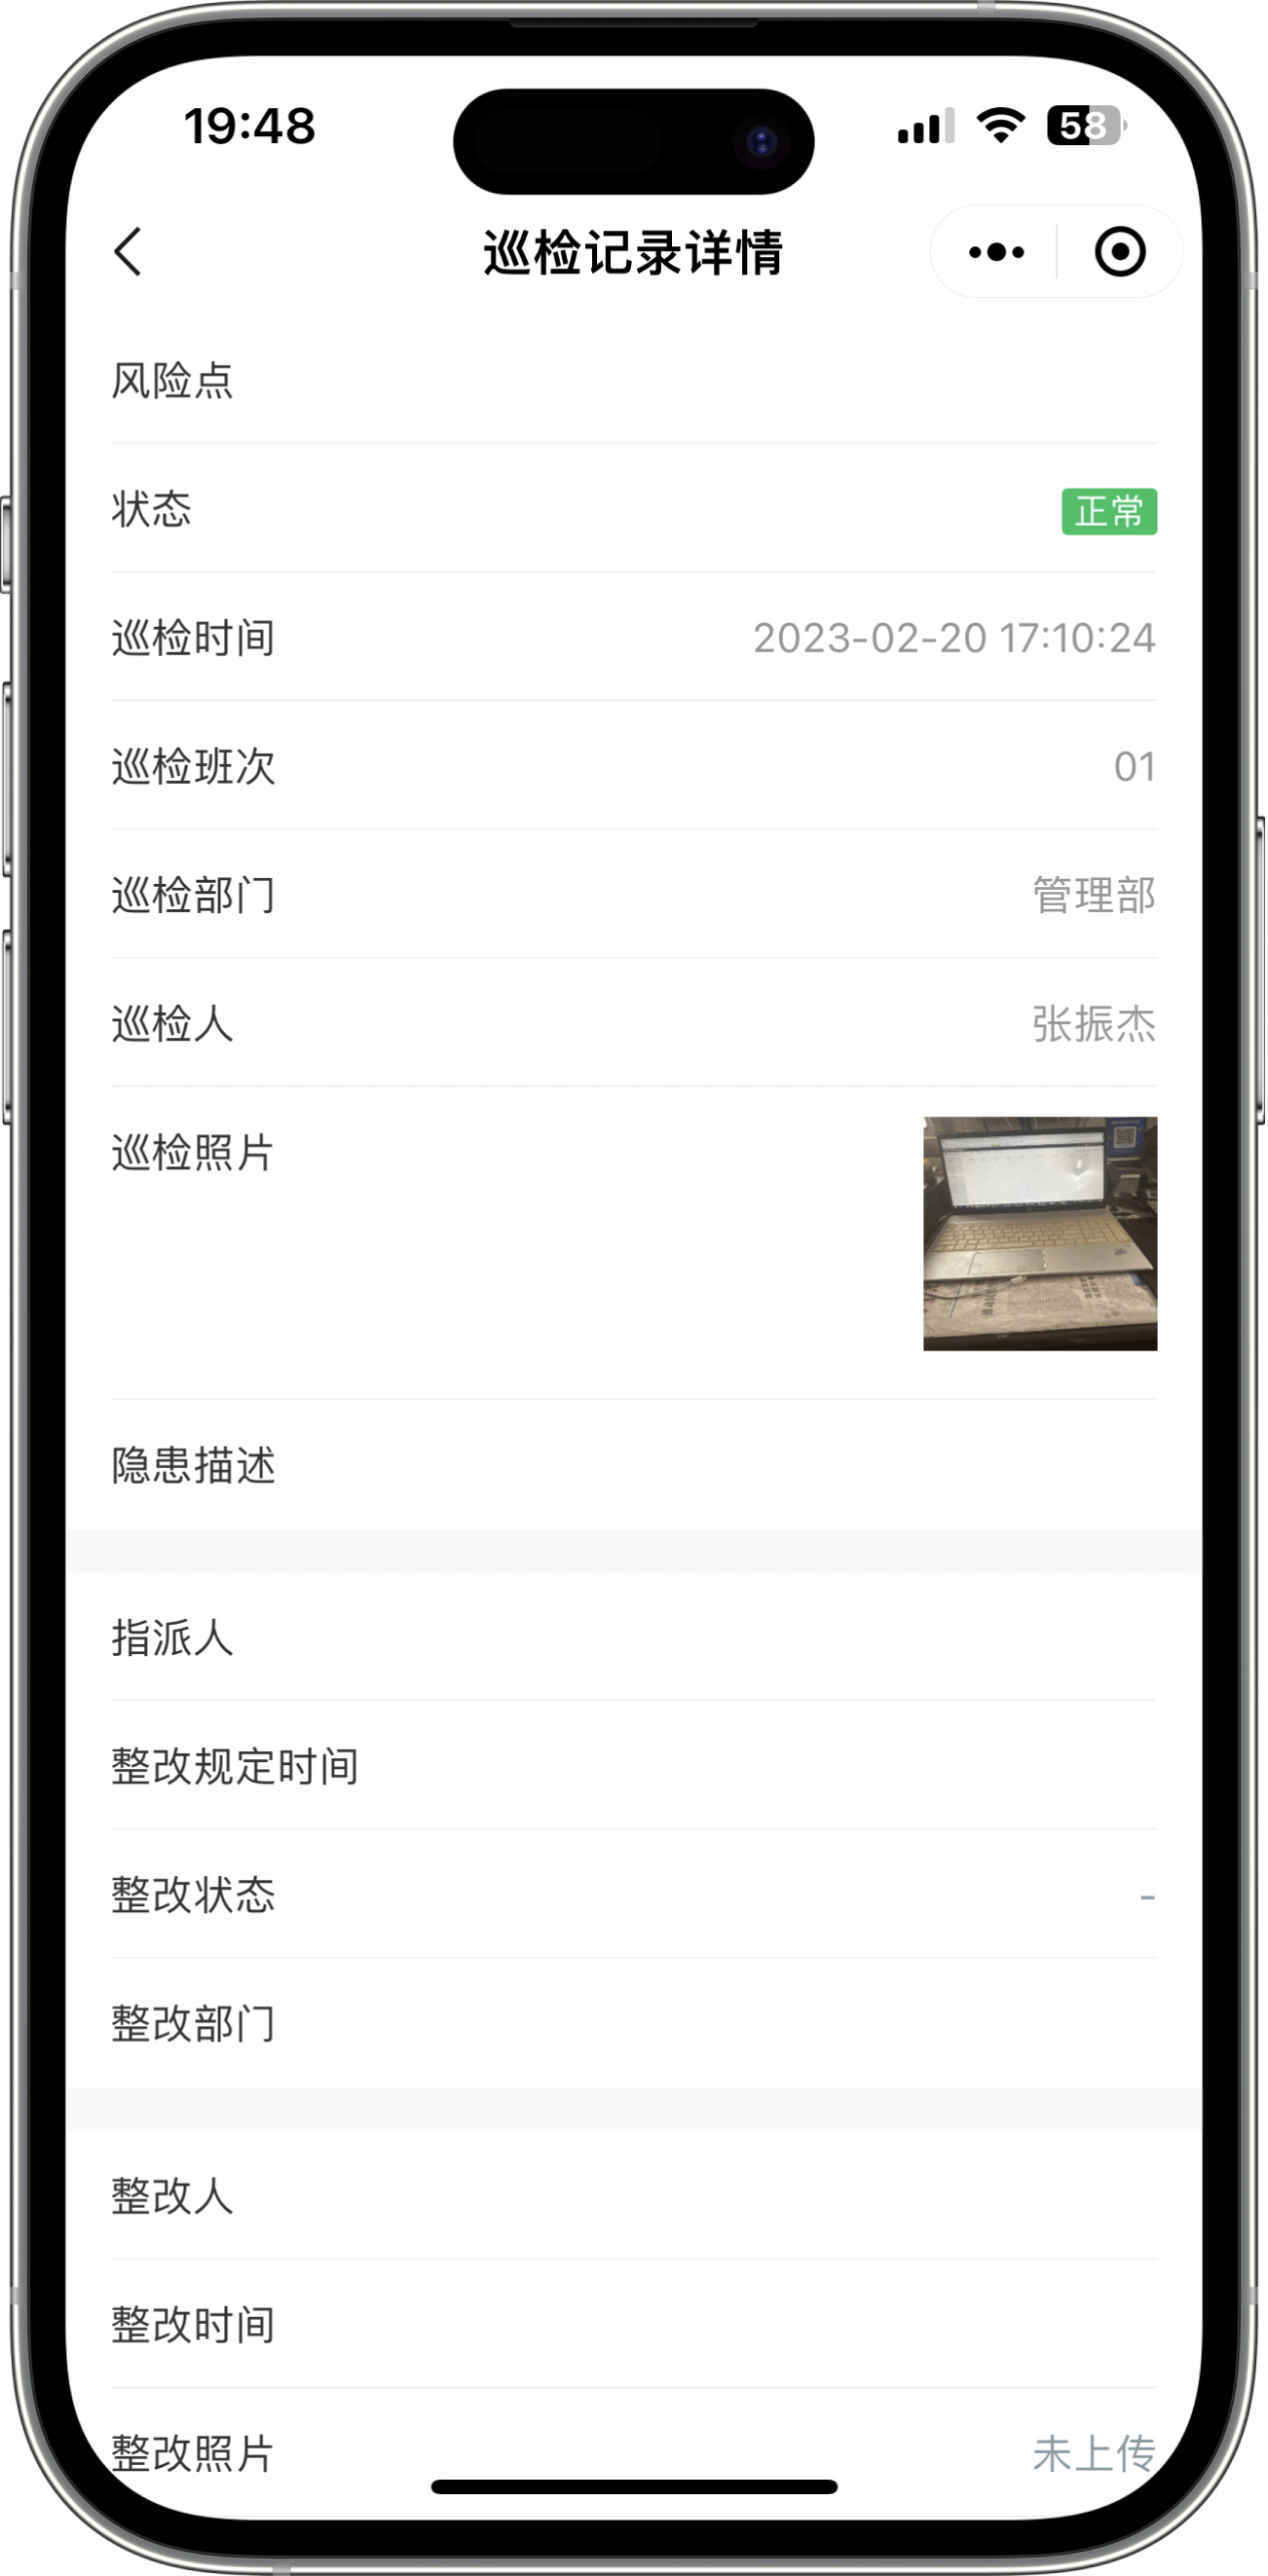 19:48
58
巡检记录详情
风险点
状态 正常
巡检时间 2023-02-20 17:10:24
巡检班次 01
巡检部门 管理部
巡检人 张振杰
巡检照片
隐患描述
指派人
整改规定时间
整改状态 -
整改部门
整改人
整改时间
整改照片 未上传